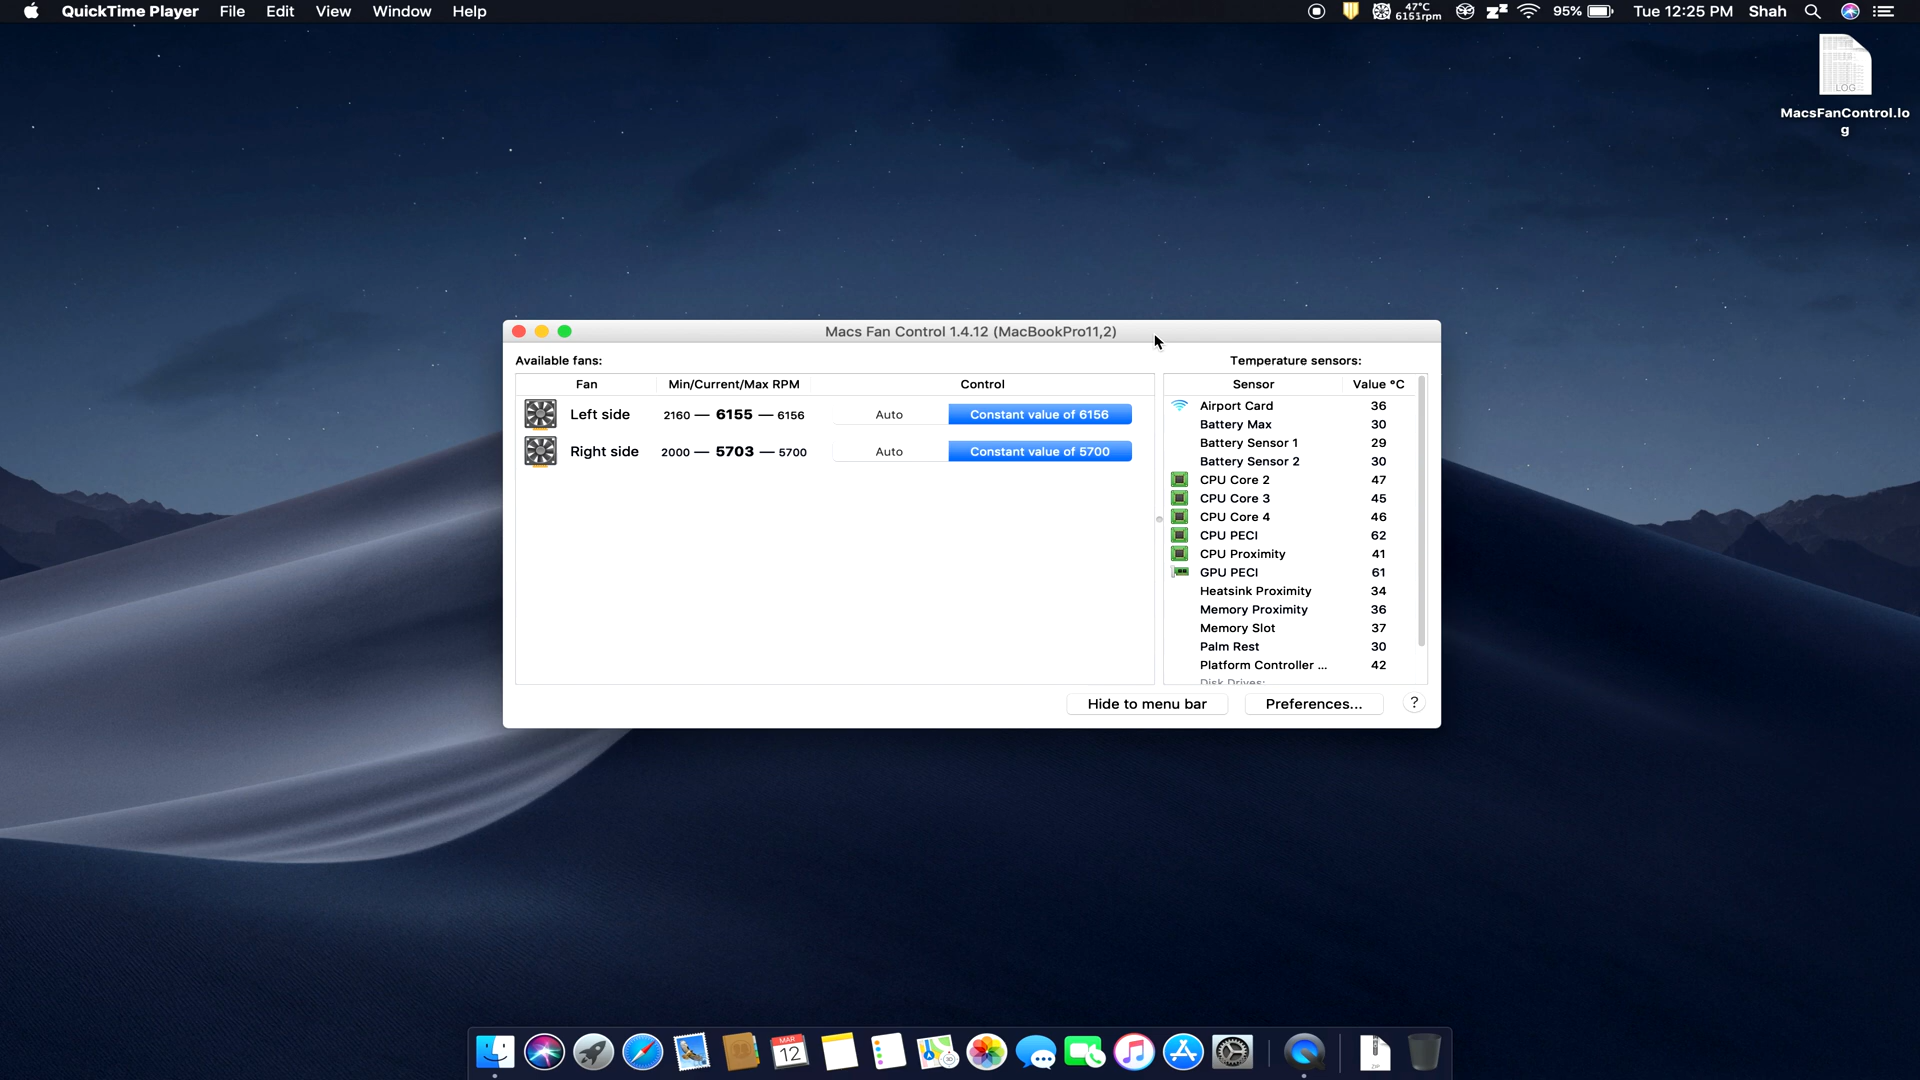 QuickTime Player File Edit View Window Help
47°C
6151rpm
95%
Tue 12:25 PM Shah
LOG
MacsFanControl.lo
g
Macs Fan Control 1.4.12 (MacBookPro11,2)
Available fans:
Fan Min/Current/Max RPM Control
Left side 2160 — 6155 — 6156 Auto Constant value of 6156
Right side 2000 — 5703 — 5700 Auto Constant value of 5700
Temperature sensors:
Sensor Value °C
Airport Card 36
Battery Max 30
Battery Sensor 1 29
Battery Sensor 2 30
CPU Core 2 47
CPU Core 3 45
CPU Core 4 46
CPU PECI 62
CPU Proximity 41
GPU PECI 61
Heatsink Proximity 34
Memory Proximity 36
Memory Slot 37
Palm Rest 30
Platform Controller ... 42
Disk Drives:
Hide to menu bar Preferences... ?
MAR
12
ZIP